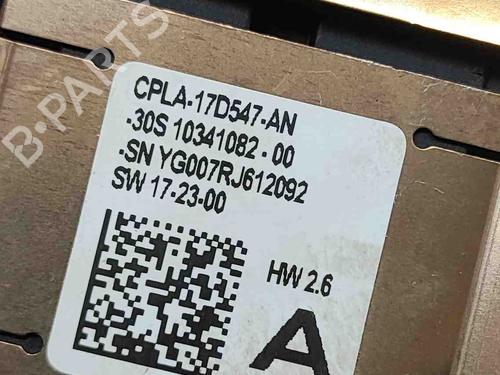 CPLA-17D547-AN
-30S 10341082-00
-SN YG007RJ612092
SW 17-23-00
HW 2.6
A
B-PARTS